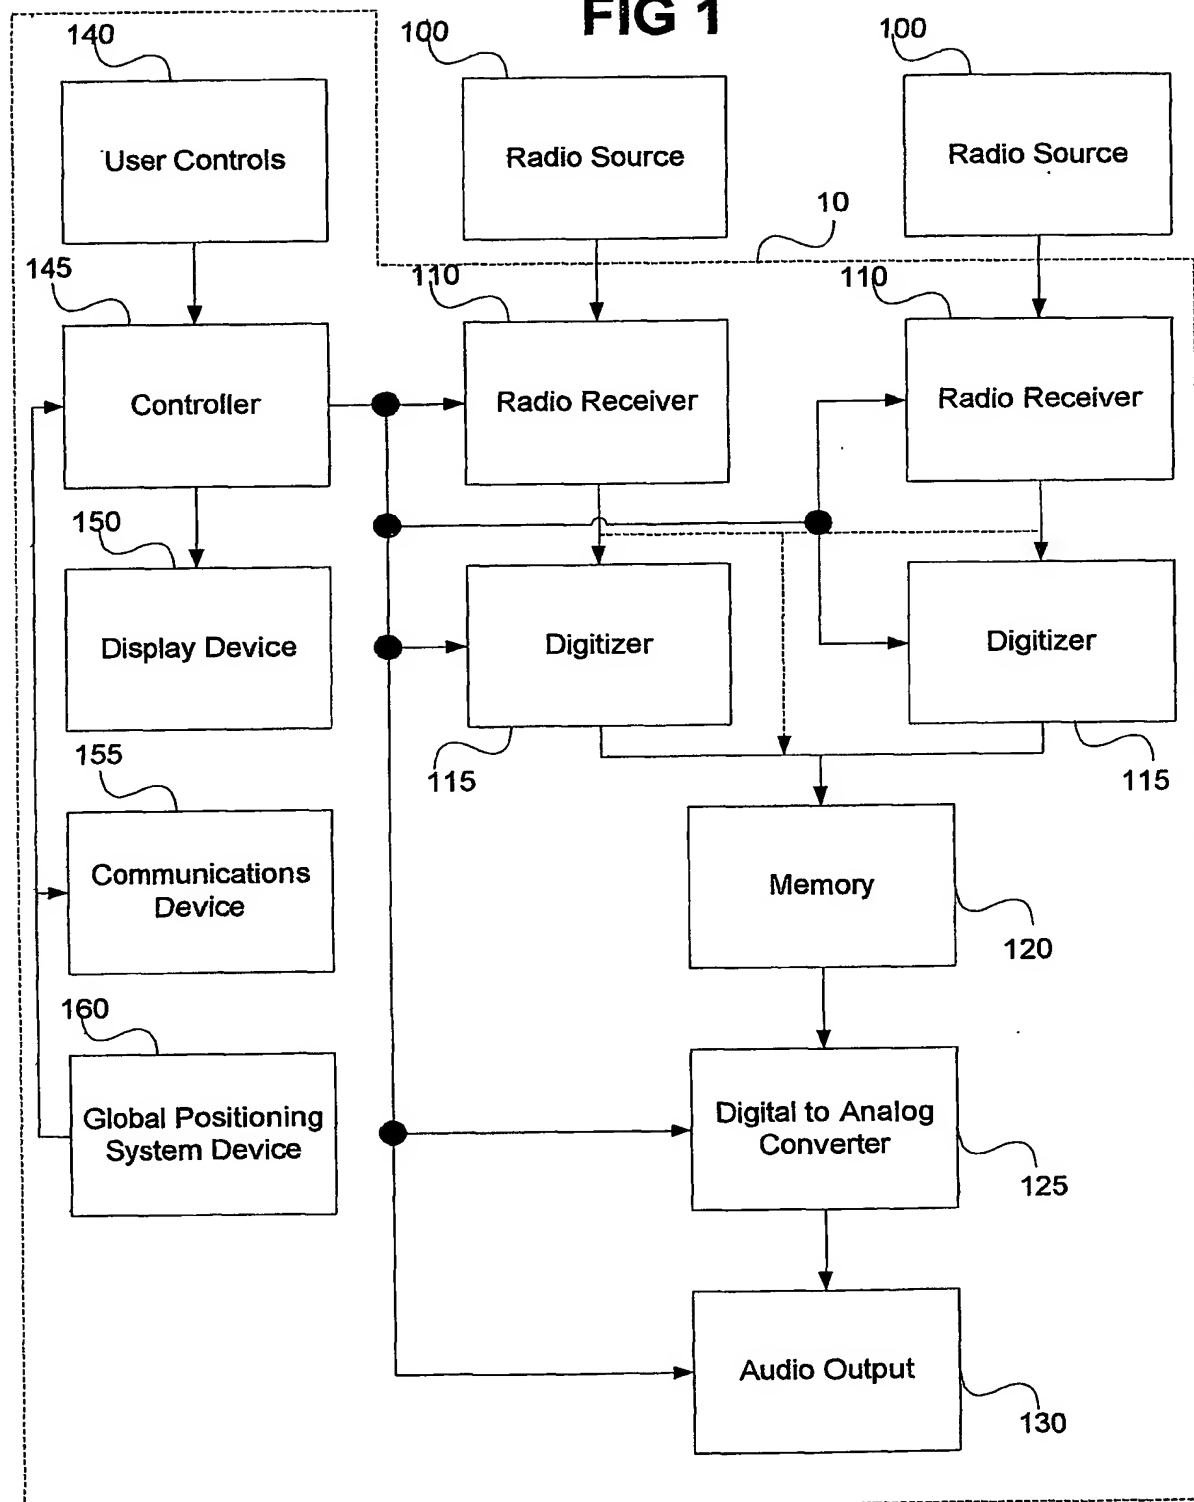 FIG 1
140
100
100
User Controls
Radio Source
Radio Source
10
145
110
110
Controller
Radio Receiver
Radio Receiver
150
Display Device
Digitizer
Digitizer
155
115
115
Communications
Device
Memory
120
160
Global Positioning
System Device
Digital to Analog
Converter
125
Audio Output
130